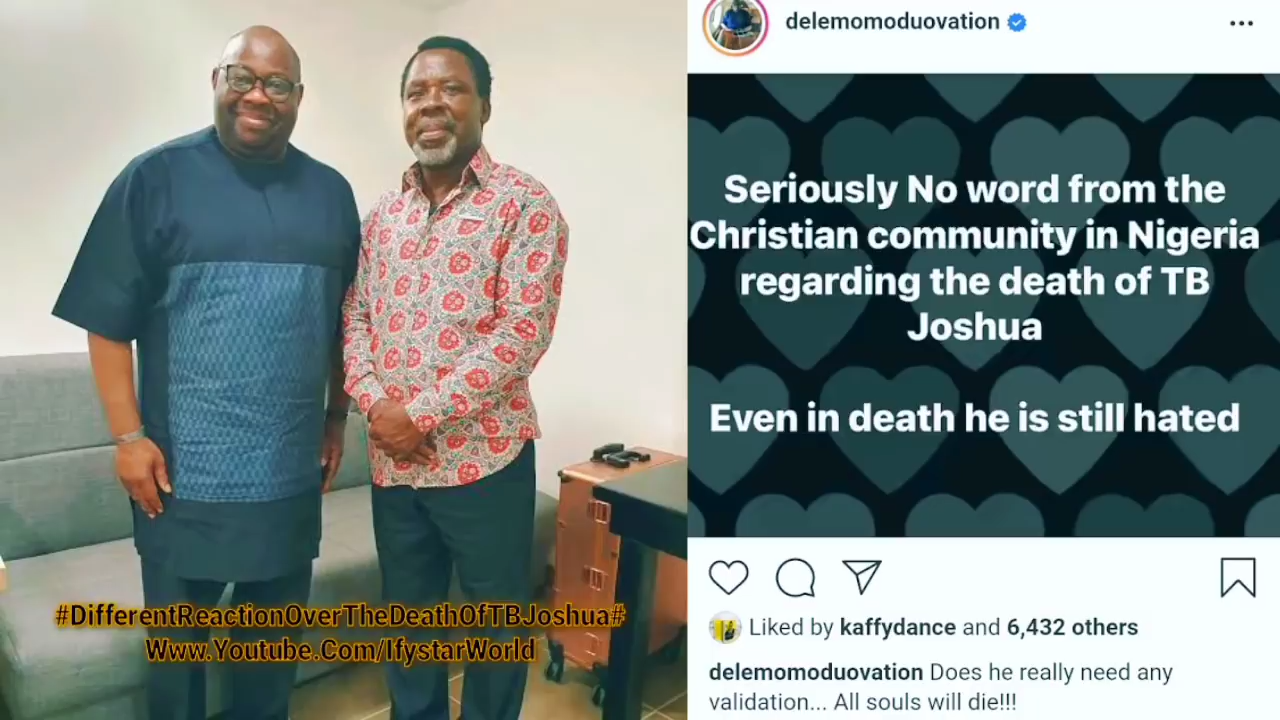 #DifferentReactionOverTheDeathOfTBJoshua#
Www.Youtube.Com/IfystarWorld
delemomoduovation
Seriously No word from the
Christian community in Nigeria
regarding the death of TB
Joshua
Even in death he is still hated
Liked by kaffydance and 6,432 others
delemomoduovation Does he really need any
validation... All souls will die!!!